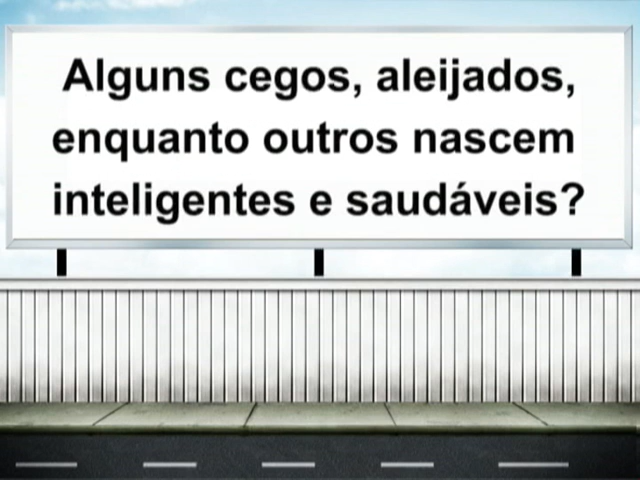 Alguns cegos, aleijados,
enquanto outros nascem
inteligentes e saudáveis?